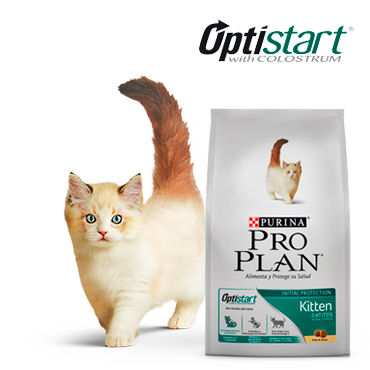 Optistart®
with COLOSTRUM
PURINA
PRO
PLAN®
Alimenta y Protege su Salud
INITIAL PROTECTION
Optistart
Kitten
GATITOS